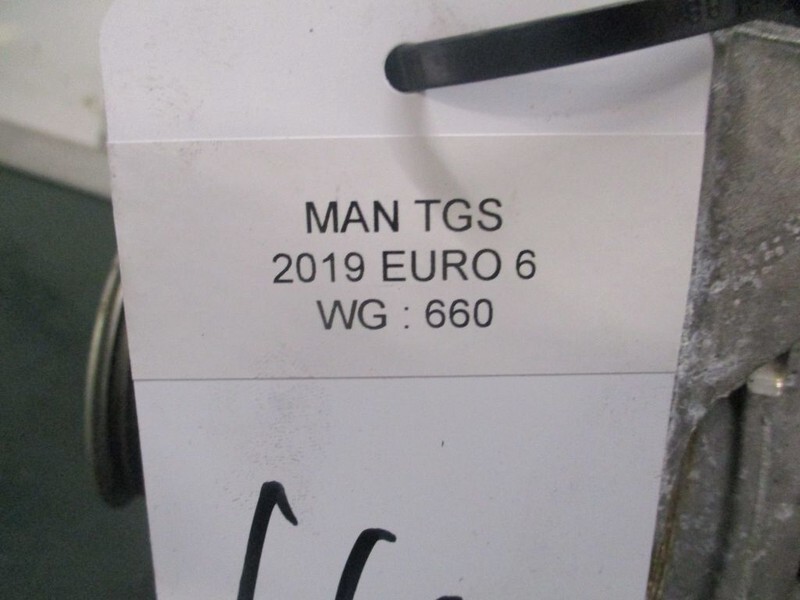 MAN TGS
2019 EURO 6
WG : 660